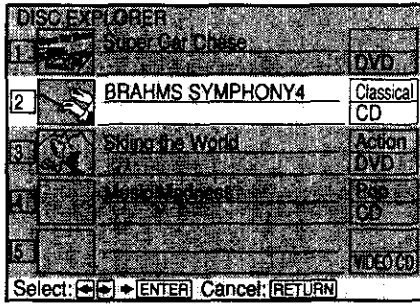 DISC EXPLORER
1 Super Car Chase
DVD
2 BRAHMS SYMPHONY4 Classical
CD
3 Skiing the World Action
DVD
4 Music Madness Pop
CD
5
VIDEO CD
Select: ENTER Cancel: RETURN